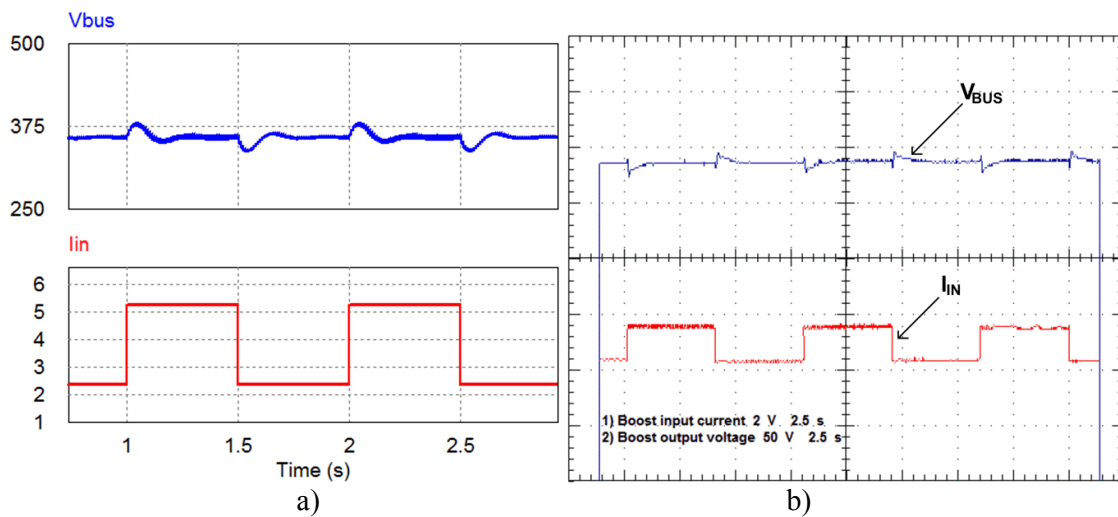 Vbus
500
375
250
Iin
6
5
4
3
2
1
1 1.5 2 2.5
Time (s)
a)
VBUS
IIN
1) Boost input current 2 V 2.5 s
2) Boost output voltage 50 V 2.5 s
b)